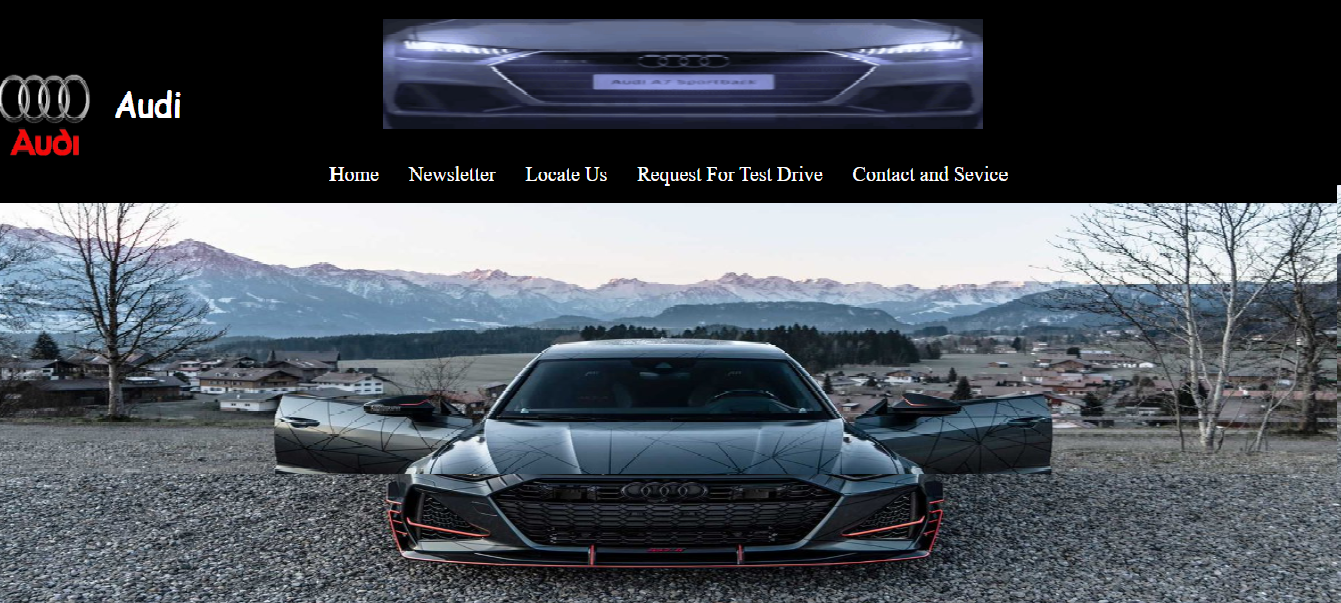 Audi A7 Sportback
Audi
Audi
Home Newsletter Locate Us Request For Test Drive Contact and Sevice